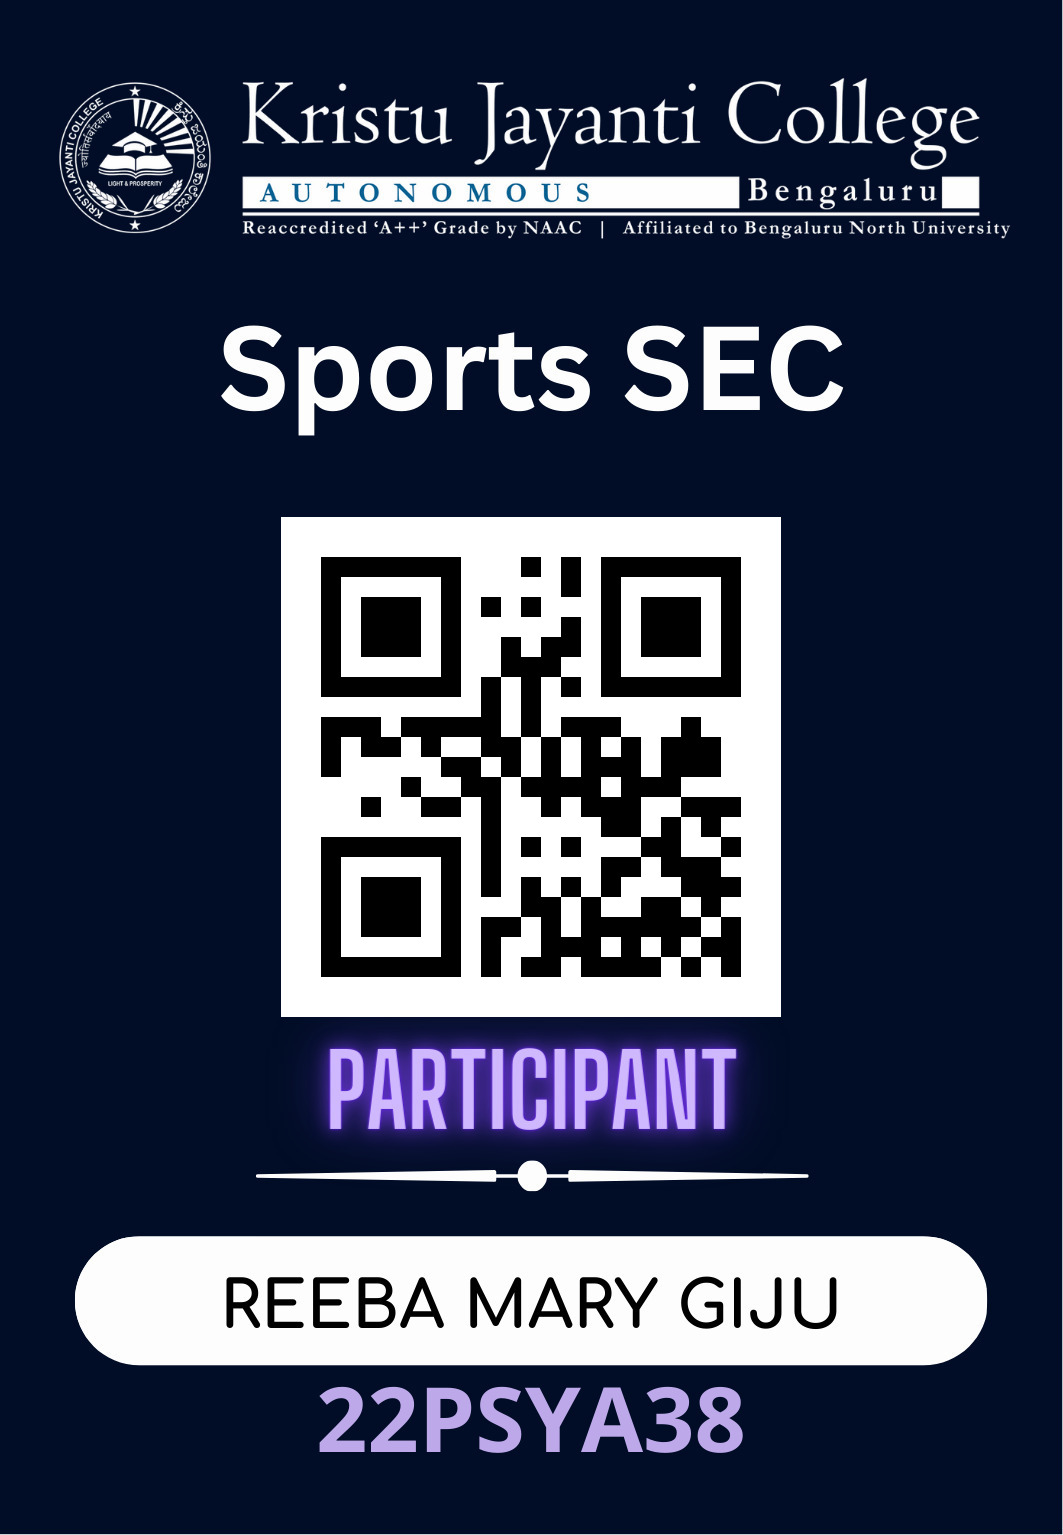 Kristu Jayanti College
AUTONOMOUS Bengaluru
Reaccredited ‘A++’ Grade by NAAC | Affiliated to Bengaluru North University
KRISTU JAYANTI COLLEGE
ಕ್ರಿಸ್ತು ಜಯಂತಿ ಕಾಲೇಜು
LIGHT & PROSPERITY
Sports SEC
PARTICIPANT
REEBA MARY GIJU
22PSYA38